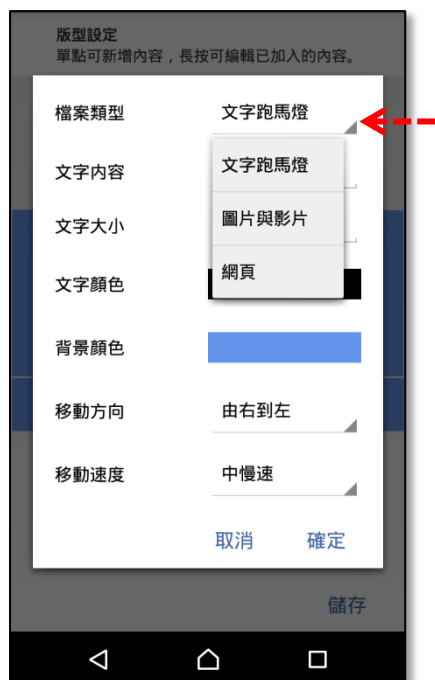 版型設定
單點可新增內容，長按可編輯已加入的內容。
檔案類型 文字跑馬燈
文字跑馬燈
文字內容
圖片與影片
文字大小
網頁
文字顏色
背景顏色
移動方向 由右到左
移動速度 中慢速
取消 確定
儲存